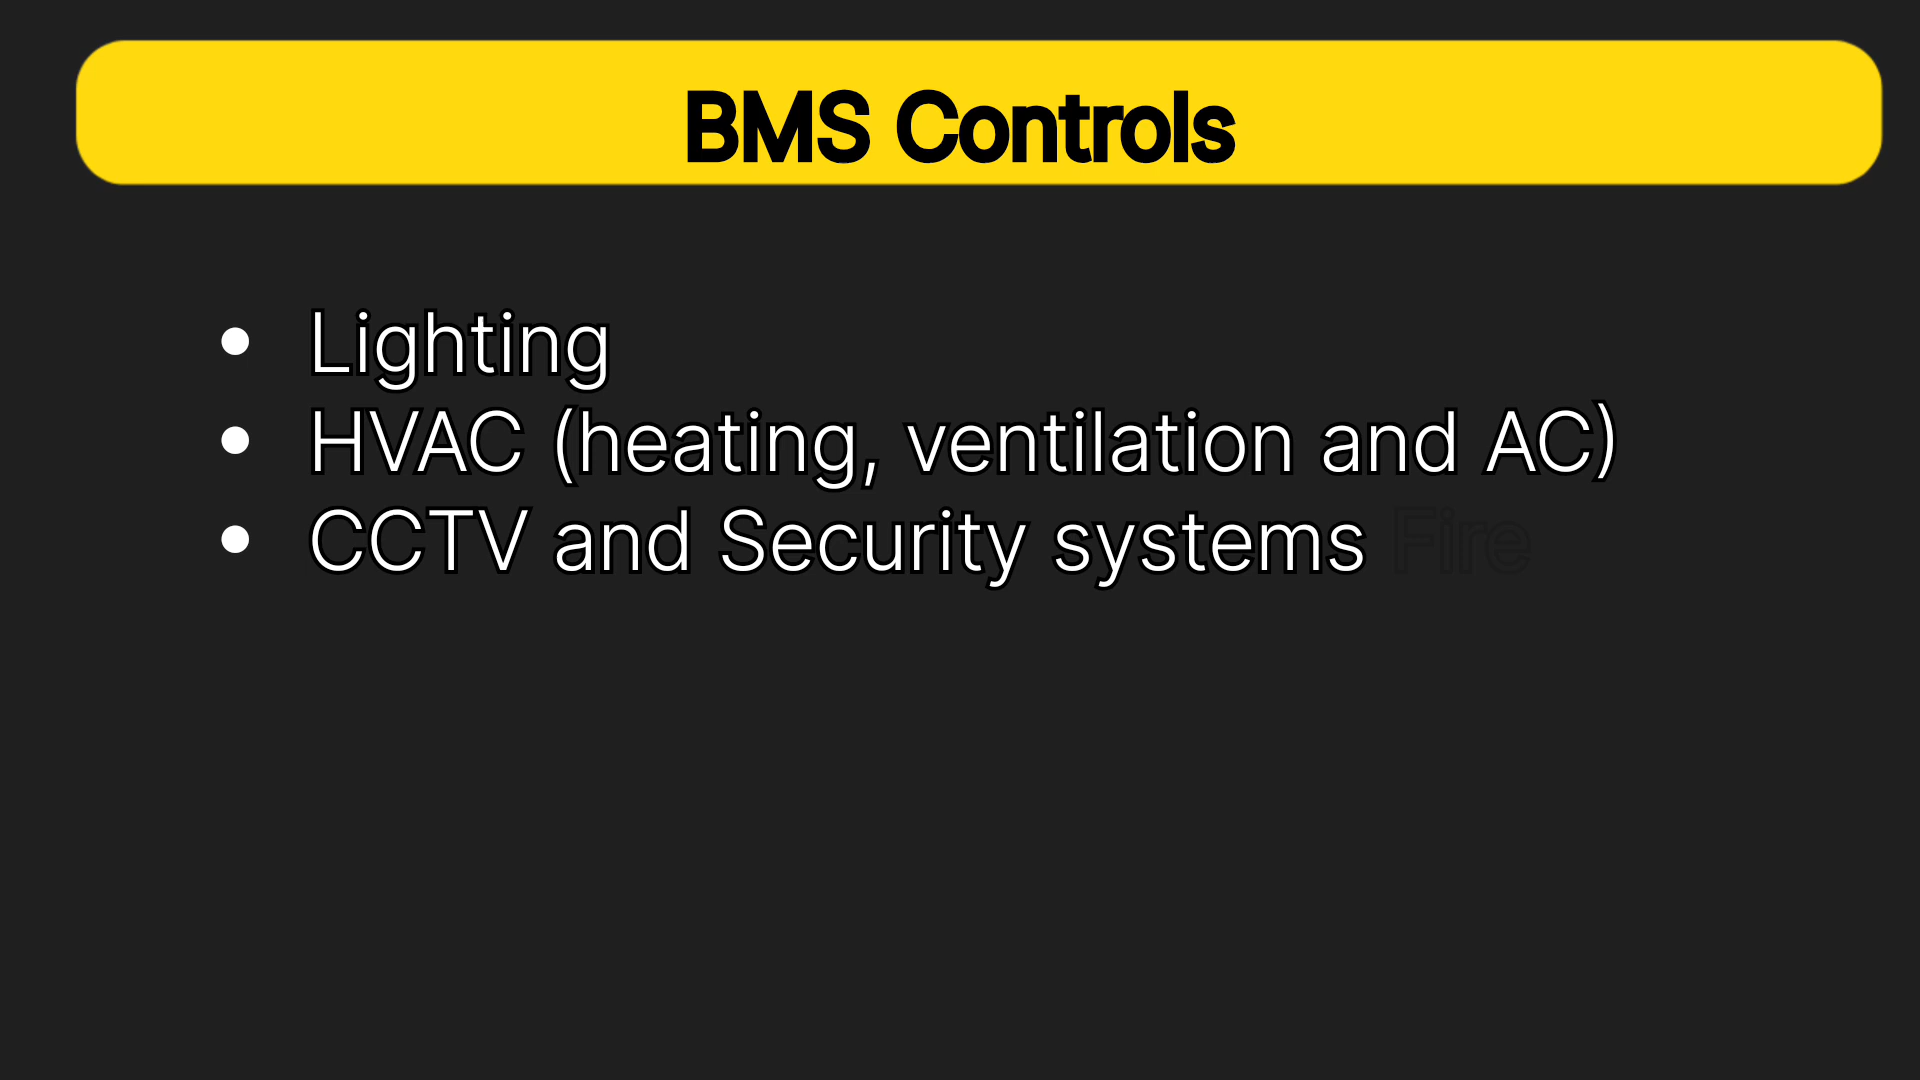 BMS Controls
• Lighting
• HVAC (heating, ventilation and AC)
• CCTV and Security systems Fire